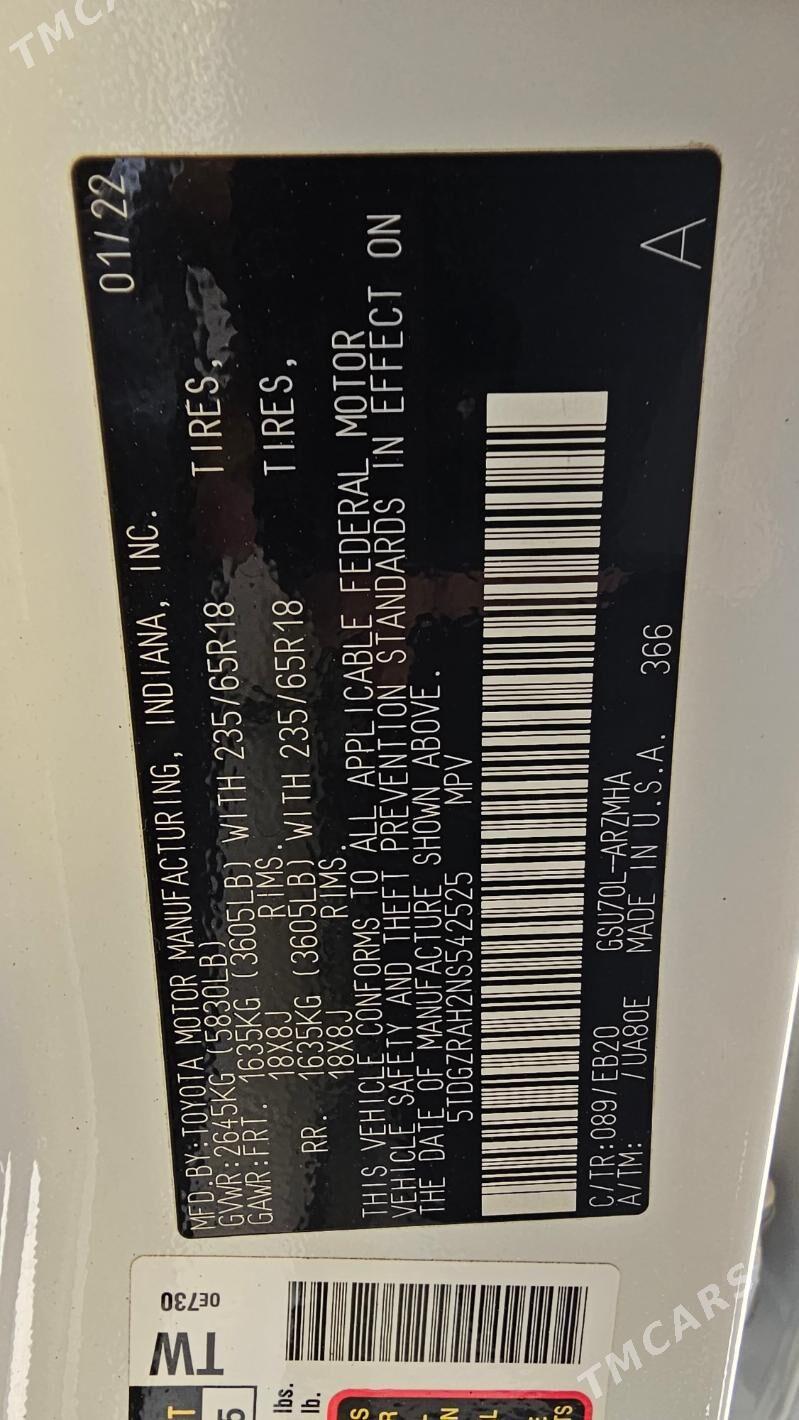 MFD.BY:TOYOTA MOTOR MANUFACTURING, INDIANA, INC. 01/22
GVWR:2645KG (5830LB)
GAWR:FRT. 1635KG (3605LB) WITH 235/65R18 TIRES,
18X8J RIMS.
RR. 1635KG (3605LB) WITH 235/65R18 TIRES,
18X8J RIMS.
THIS VEHICLE CONFORMS TO ALL APPLICABLE FEDERAL MOTOR
VEHICLE SAFETY AND THEFT PREVENTION STANDARDS IN EFFECT ON
THE DATE OF MANUFACTURE SHOWN ABOVE.
5TDGZRAH2NS542525 MPV
C/TR:089/EB20 GSU70L-ARZMHA
A/TM: /UA80E MADE IN U.S.A. 366 A
0E730
TW
lbs.
lb.
TMCARS